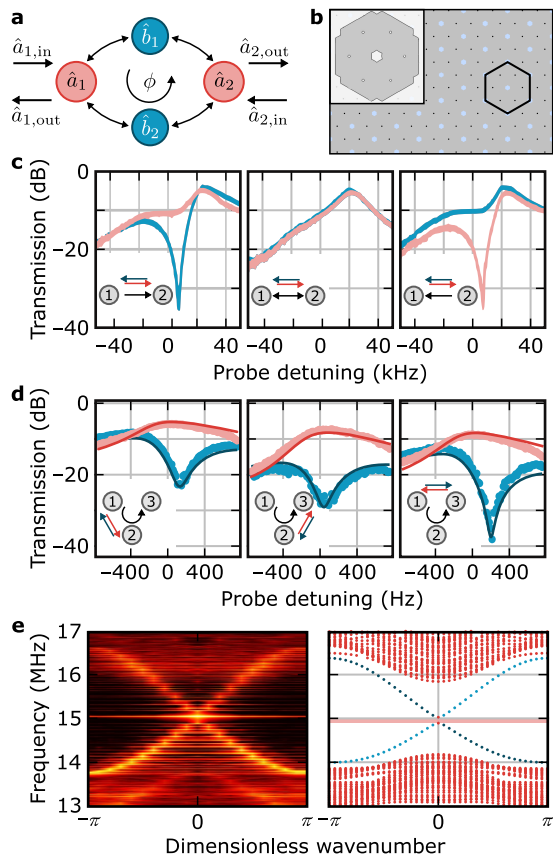 a
b
b̂1
â1,in
â2,out
â1
ϕ
â2
â1,out
b̂2
â2,in
c
Transmission (dB)
0
−20
−40
1 2
1 2
1 2
−40 0 40
−40 0 40
−40 0 40
Probe detuning (kHz)
d
Transmission (dB)
0
−20
−40
1 3
2
1 3
2
1 3
2
−400 0 400
−400 0 400
−400 0 400
Probe detuning (Hz)
e
Frequency (MHz)
17
16
15
14
13
−π 0 π
−π 0 π
Dimensionless wavenumber